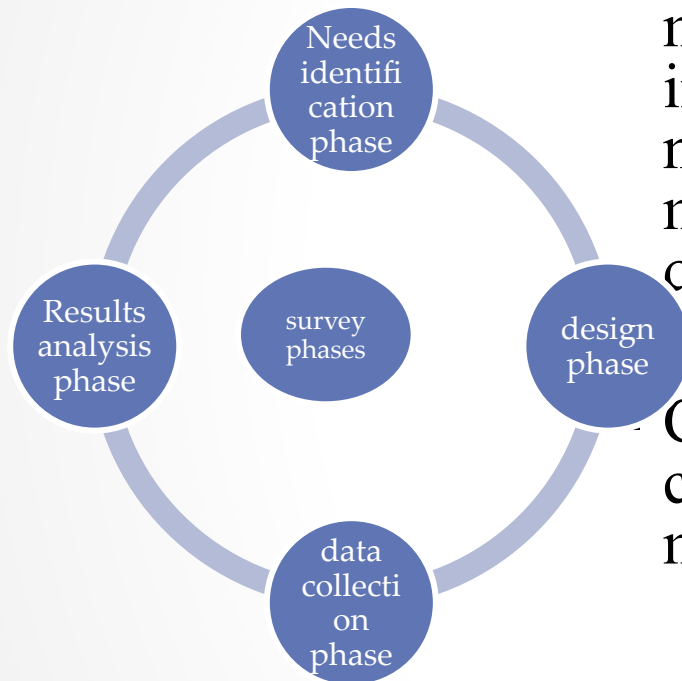 Needs
identifi
cation
phase
Results
analysis
phase
survey
phases
design
phase
data
collecti
on
phase